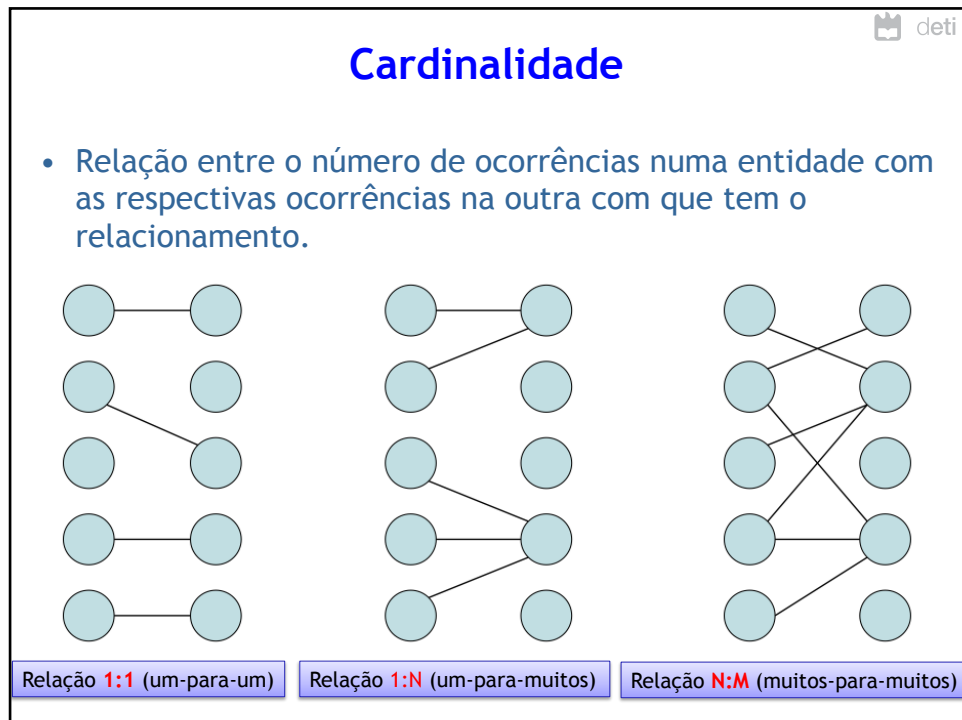 deti
Cardinalidade
• Relação entre o número de ocorrências numa entidade com
as respectivas ocorrências na outra com que tem o
relacionamento.
Relação 1:1 (um-para-um)
Relação 1:N (um-para-muitos)
Relação N:M (muitos-para-muitos)